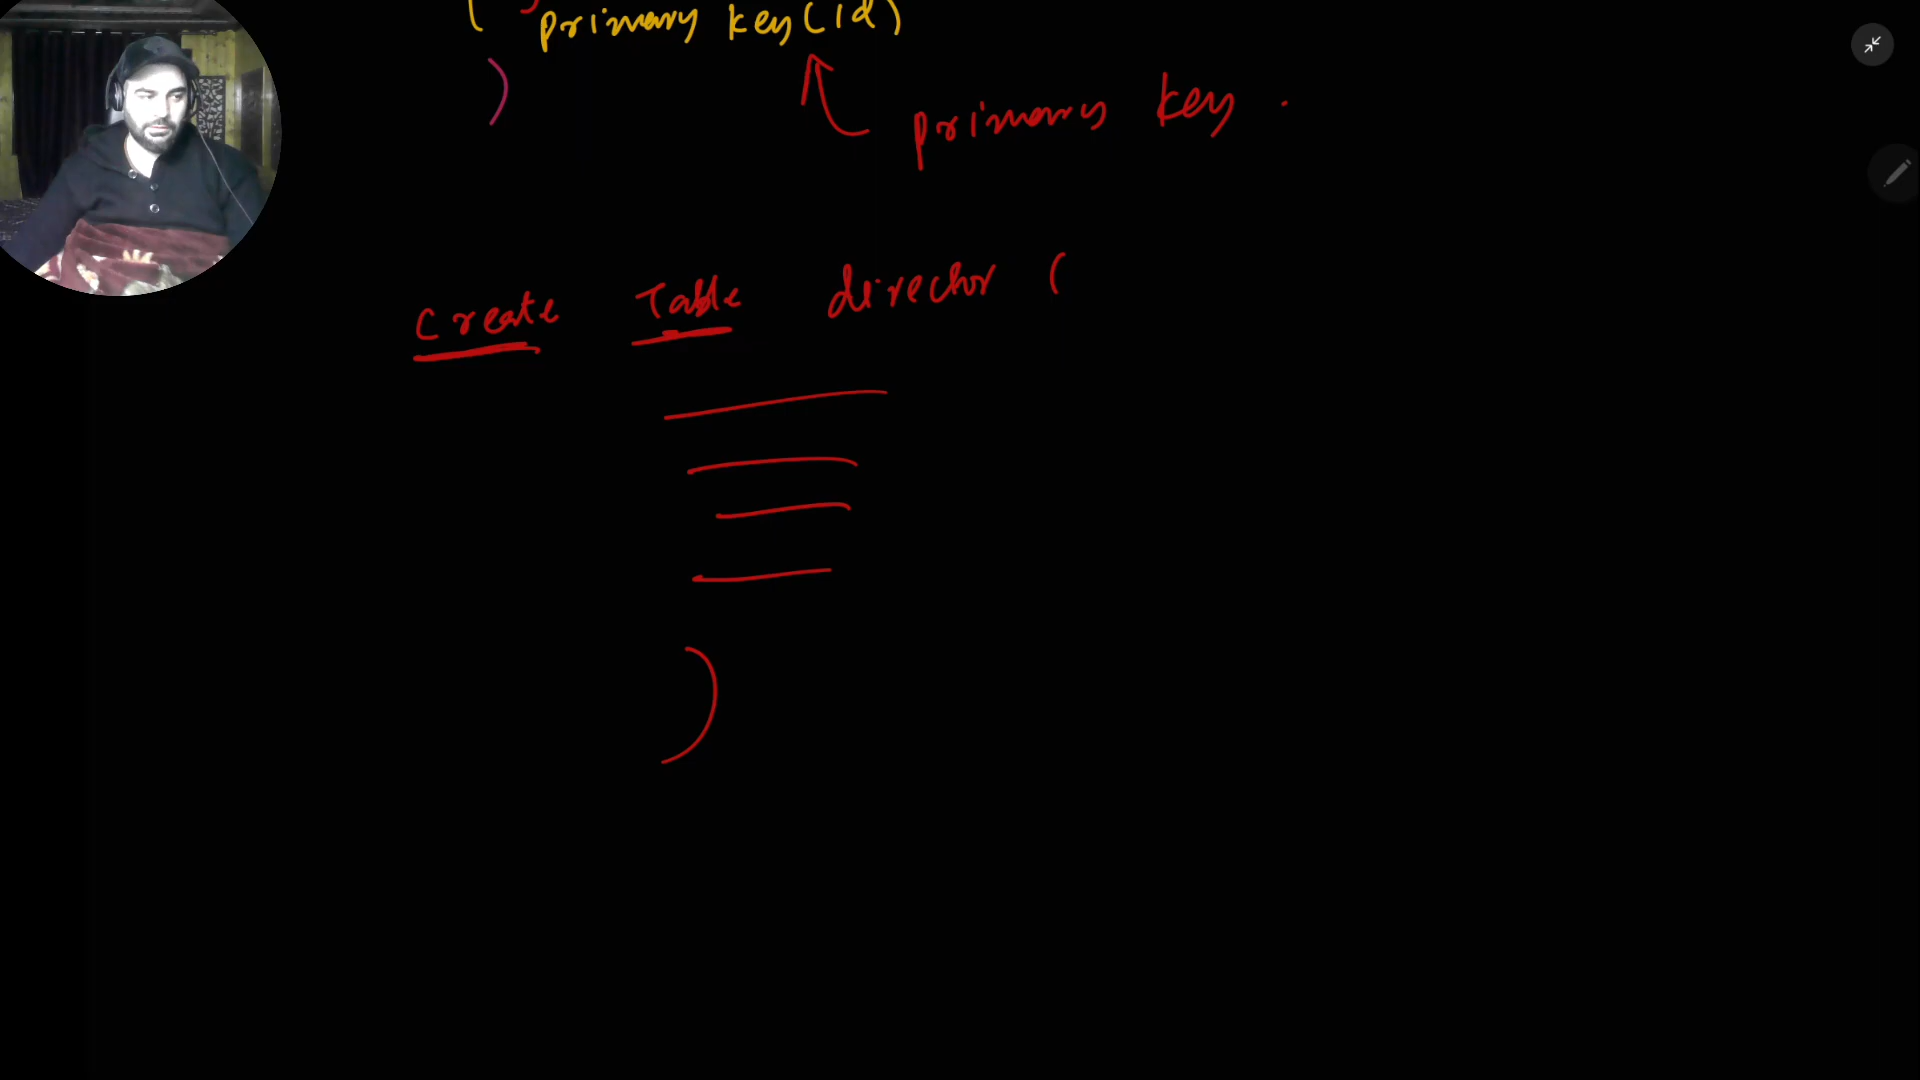 primary key(id)
)
primary key.
Create Table director (
)